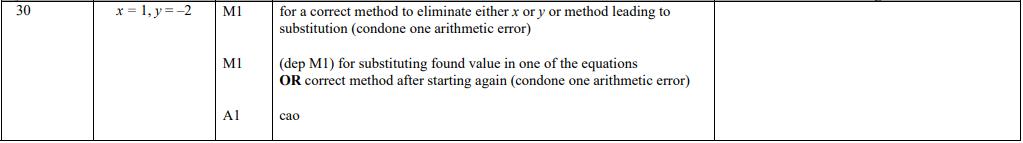 30 x = 1, y = –2 M1 for a correct method to eliminate either x or y or method leading to
substitution (condone one arithmetic error)
M1 (dep M1) for substituting found value in one of the equations
OR correct method after starting again (condone one arithmetic error)
A1 cao